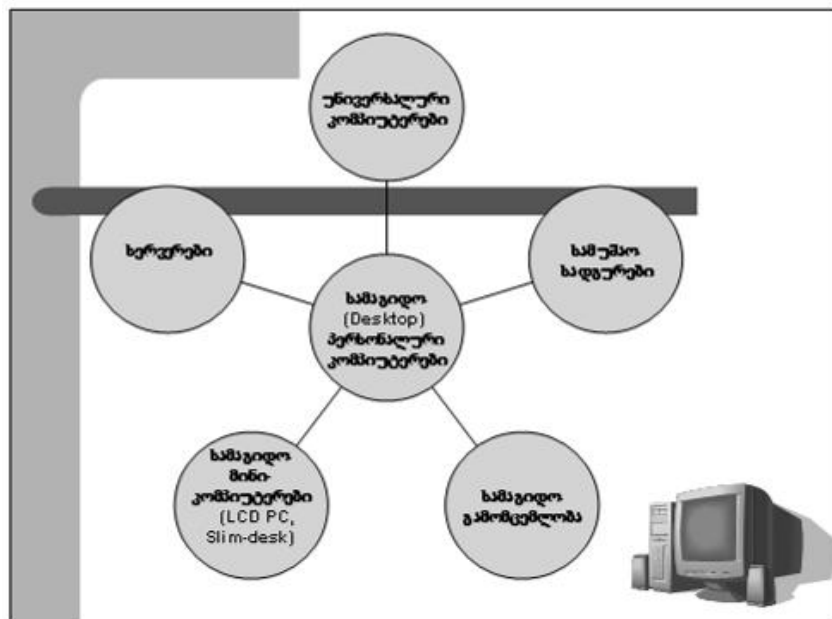 უნივერსალური
კომპიუტერები
სერვერები
სამუშაო
სადგურები
სამაგიდო
(Desktop)
პერსონალური
კომპიუტერები
სამაგიდო
მინი-
კომპიუტერები
(LCD PC,
Slim-desk)
სამაგიდო
გამომცემლობა